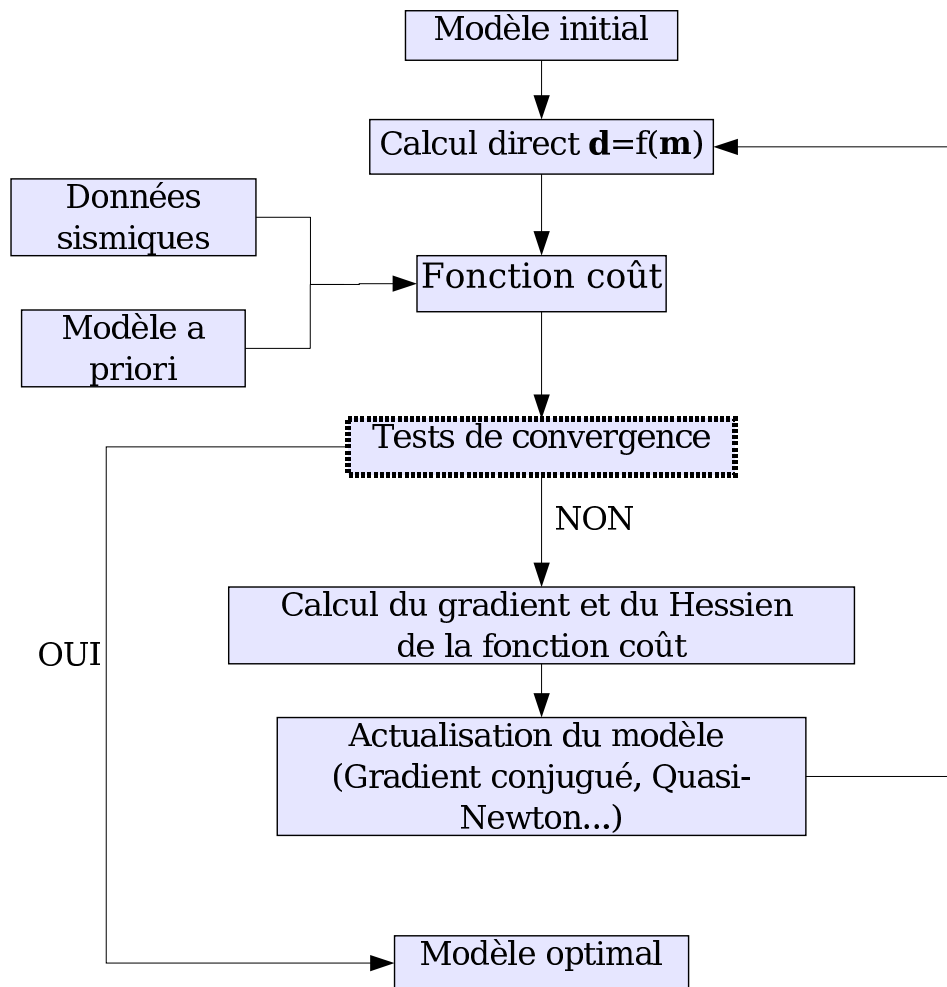 Modèle initial
Calcul direct d=f(m)
Données
sismiques
Fonction coût
Modèle a
priori
Tests de convergence
NON
Calcul du gradient et du Hessien
de la fonction coût
OUI
Actualisation du modèle
(Gradient conjugué, Quasi-
Newton...)
Modèle optimal